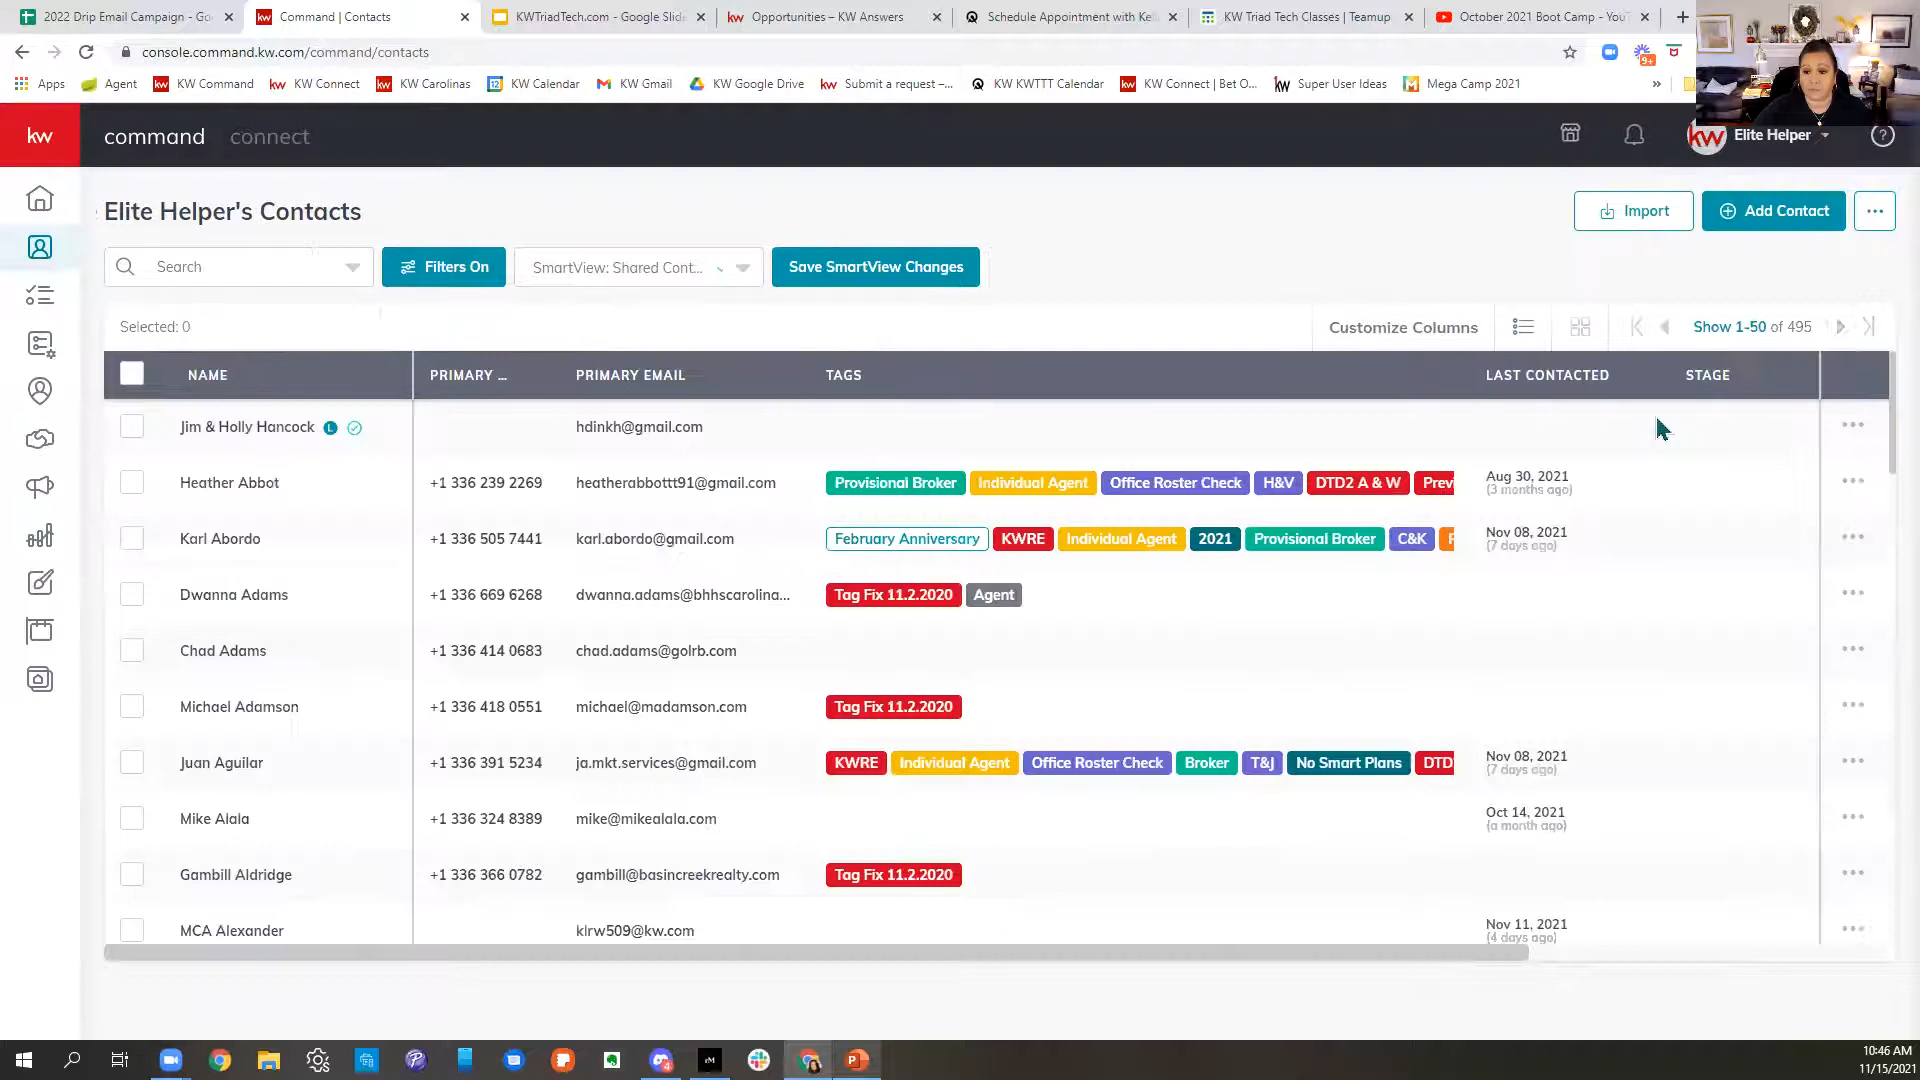 2022 Drip Email Campaign - Go
Command | Contacts
KWTriadTech.com - Google Slide
Opportunities – KW Answers
Schedule Appointment with Kel
KW Triad Tech Classes | Teamup
October 2021 Boot Camp - You
console.command.kw.com/command/contacts
9+
Apps
Agent
KW Command
KW Connect
KW Carolinas
KW Calendar
KW Gmail
KW Google Drive
Submit a request –...
KW KWTTT Calendar
KW Connect | Bet O...
Super User Ideas
Mega Camp 2021
kw
command connect
Elite Helper
Elite Helper's Contacts
Import
Add Contact
Search
Filters On
SmartView: Shared Cont...
Save SmartView Changes
Selected: 0
Customize Columns
Show 1-50 of 495
NAME PRIMARY ... PRIMARY EMAIL TAGS LAST CONTACTED STAGE
Jim & Holly Hancock L hdinkh@gmail.com
Heather Abbot +1 336 239 2269 heatherabbottt91@gmail.com Provisional Broker Individual Agent Office Roster Check H&V DTD2 A & W Previ Aug 30, 2021
(3 months ago)
Karl Abordo +1 336 505 7441 karl.abordo@gmail.com February Anniversary KWRE Individual Agent 2021 Provisional Broker C&K Nov 08, 2021
(7 days ago)
Dwanna Adams +1 336 669 6268 dwanna.adams@bhhscarolina... Tag Fix 11.2.2020 Agent
Chad Adams +1 336 414 0683 chad.adams@golrb.com
Michael Adamson +1 336 418 0551 michael@madamson.com Tag Fix 11.2.2020
Juan Aguilar +1 336 391 5234 ja.mkt.services@gmail.com KWRE Individual Agent Office Roster Check Broker T&J No Smart Plans DTD Nov 08, 2021
(7 days ago)
Mike Alala +1 336 324 8389 mike@mikealala.com Oct 14, 2021
(a month ago)
Gambill Aldridge +1 336 366 0782 gambill@basincreekrealty.com Tag Fix 11.2.2020
MCA Alexander klrw509@kw.com Nov 11, 2021
(4 days ago)
10:46 AM
11/15/2021